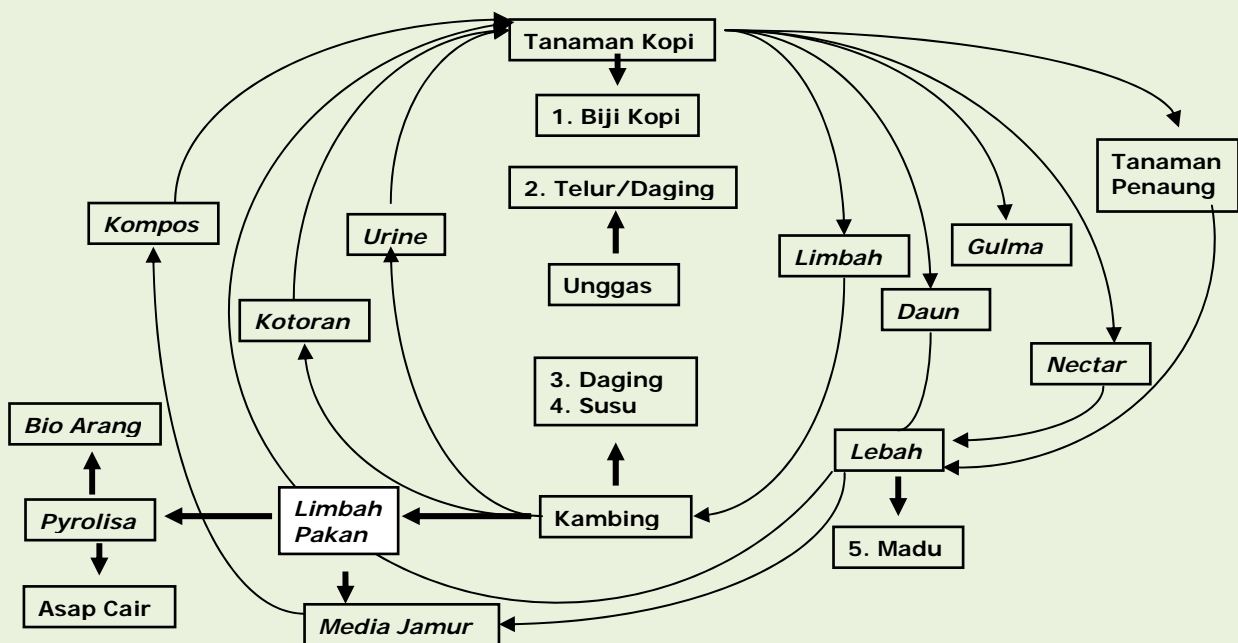 Tanaman Kopi
1. Biji Kopi
Tanaman
Penaung
2. Telur/Daging
Kompos
Urine
Gulma
Limbah
Unggas
Daun
Kotoran
Nectar
3. Daging
4. Susu
Bio Arang
Lebah
Limbah
Pakan
Pyrolisa
Kambing
5. Madu
Asap Cair
Media Jamur